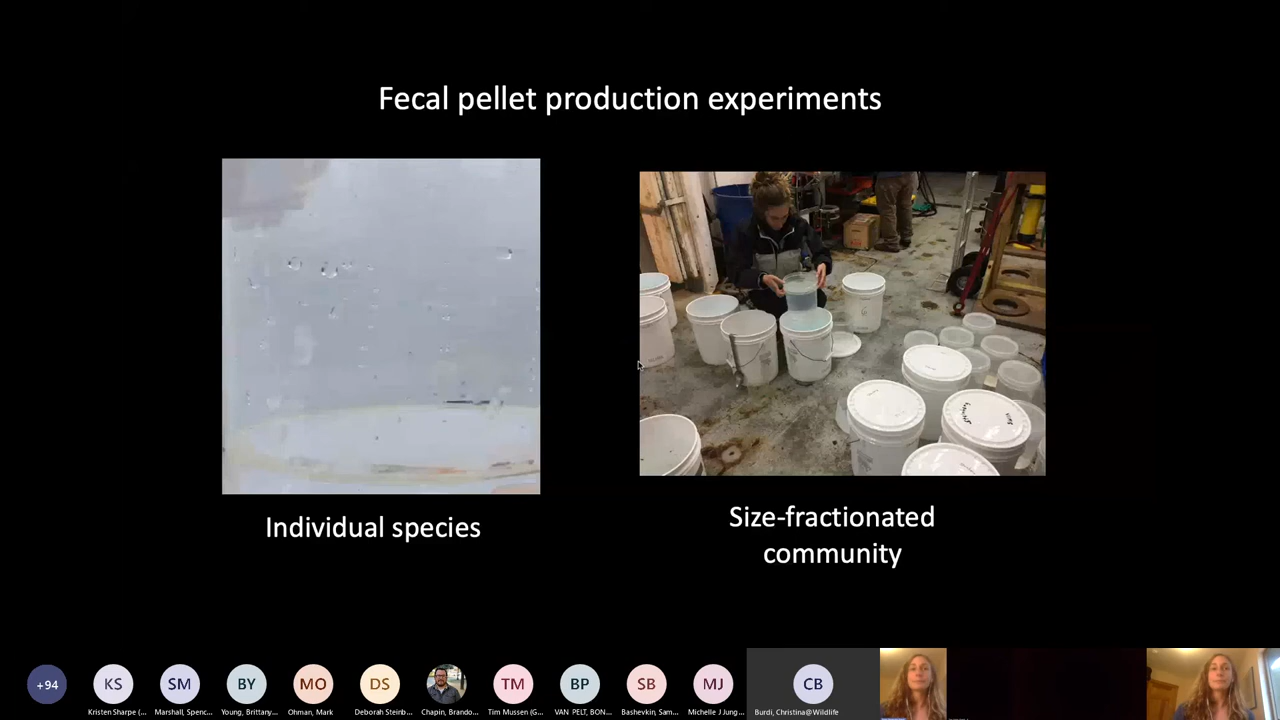 Fecal pellet production experiments
Individual species
Size-fractionated
community
+94
KS
SM
BY
MO
DS
TM
BP
SB
MJ
CB
Kristen Sharpe (...
Marshall, Spenc...
Young, Brittany...
Ohman, Mark
Deborah Steinb...
Chapin, Brando...
Tim Mussen (G...
VAN PELT, BON...
Bashevkin, Sam...
Michelle J Jung...
Burdi, Christina@Wildlife